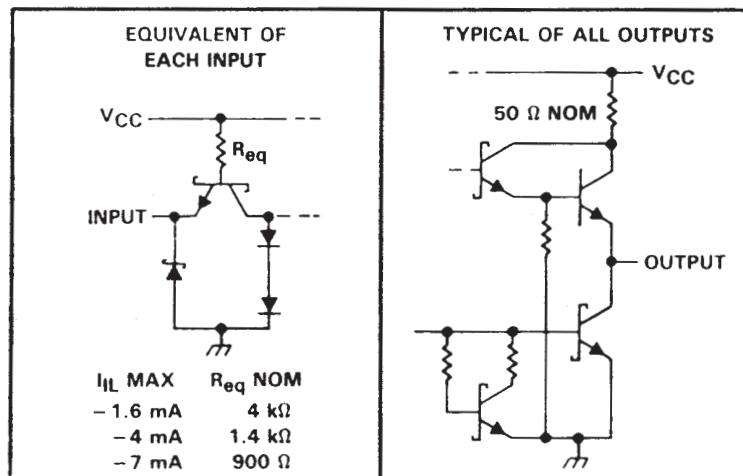 EQUIVALENT OF
EACH INPUT
VCC
Req
INPUT
IIL MAX Req NOM
−1.6 mA 4 kΩ
−4 mA 1.4 kΩ
−7 mA 900 Ω
TYPICAL OF ALL OUTPUTS
VCC
50 Ω NOM
OUTPUT